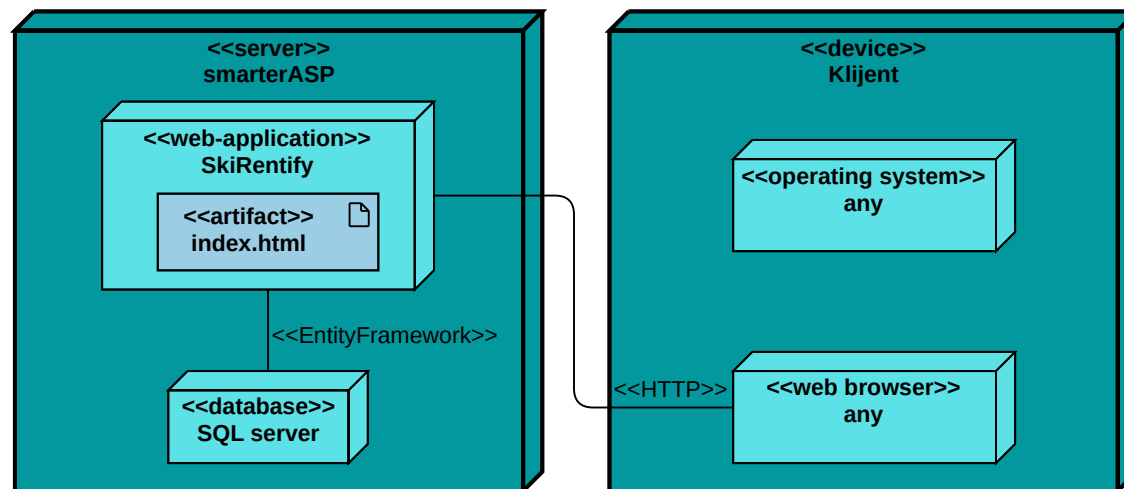 <<server>>
smarterASP
<<web-application>>
SkiRentify
<<artifact>>
index.html
<<EntityFramework>>
<<database>>
SQL server
<<device>>
Klijent
<<operating system>>
any
<<HTTP>>
<<web browser>>
any